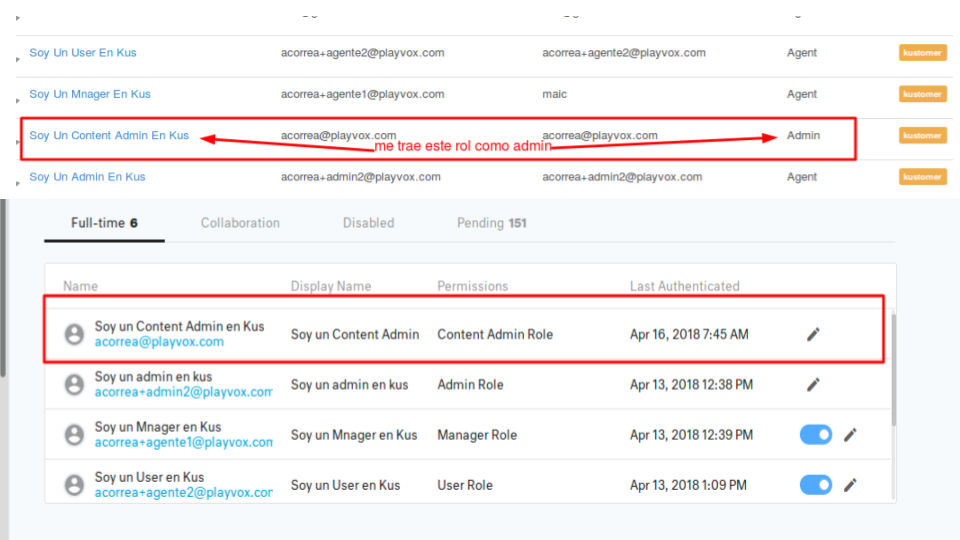 Soy Un User En Kus acorrea+agente2@playvox.com acorrea+agente2@playvox.com Agent kustomer
Soy Un Mnager En Kus acorrea+agente1@playvox.com maic Agent kustomer
Soy Un Content Admin En Kus acorrea@playvox.com acorrea@playvox.com Admin kustomer
me trae este rol como admin
Soy Un Admin En Kus acorrea+admin2@playvox.com acorrea+admin2@playvox.com Agent kustomer
Full-time 6 Collaboration Disabled Pending 151
Name Display Name Permissions Last Authenticated
Soy un Content Admin en Kus
acorrea@playvox.com Soy un Content Admin Content Admin Role Apr 16, 2018 7:45 AM
Soy un admin en kus
acorrea+admin2@playvox.com Soy un admin en kus Admin Role Apr 13, 2018 12:38 PM
Soy un Mnager en Kus
acorrea+agente1@playvox.com Soy un Mnager en Kus Manager Role Apr 13, 2018 12:39 PM
Soy un User en Kus
acorrea+agente2@playvox.cor Soy un User en Kus User Role Apr 13, 2018 1:09 PM